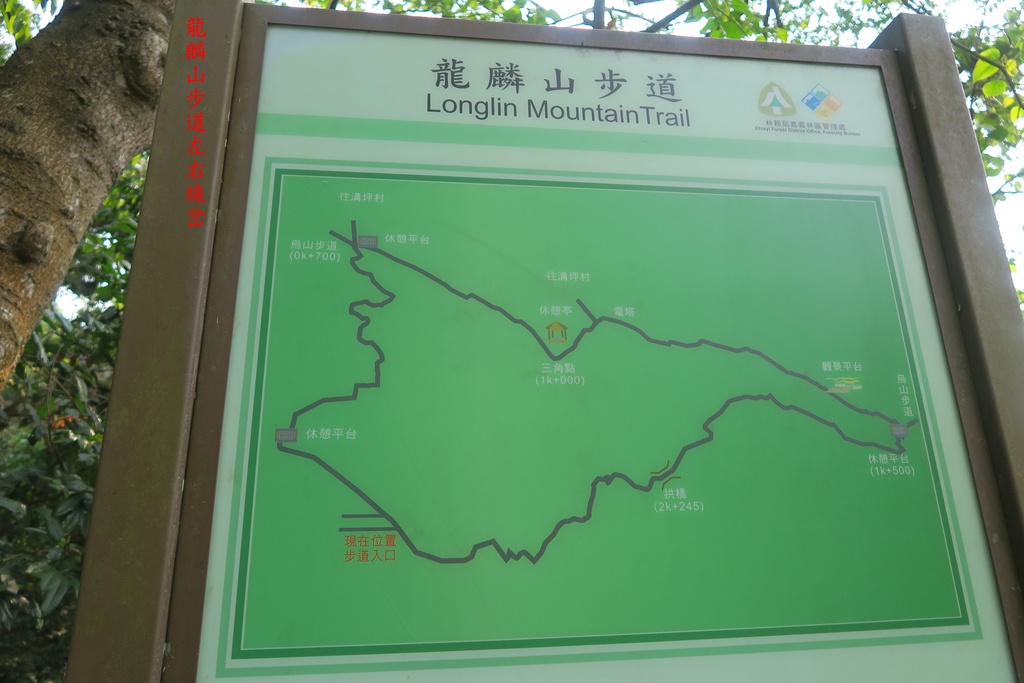 龍麟山步道左右線岔
龍麟山步道
Longlin MountainTrail
林務局嘉義林區管理處
Chiayi Forest District Office, Forestry Bureau
往溝坪村
休憩平台
烏山步道
(0k+700)
往溝坪村
休憩亭
電塔
三角點
(1k+000)
觀景平台
烏山步道
休憩平台
休憩平台
(1k+500)
拱橋
(2k+245)
現在位置
步道入口